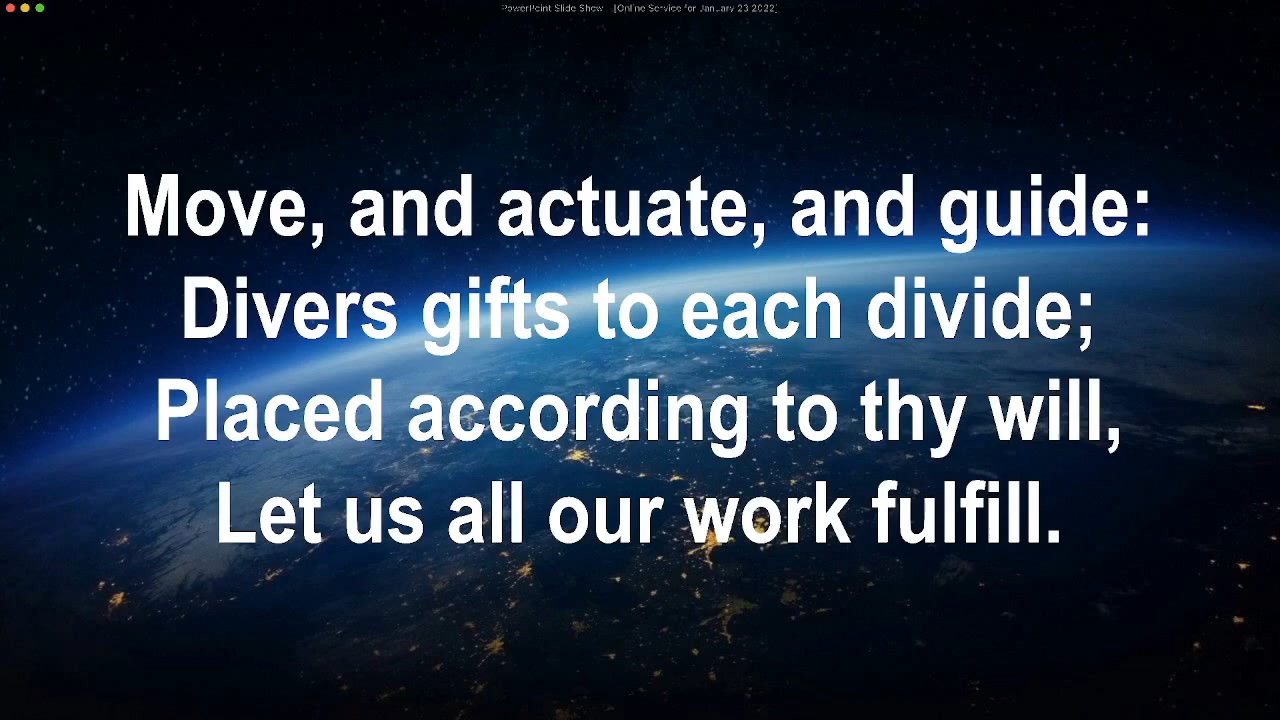 PowerPoint Slide Show - [Online Service for January 23 2022]
Move, and actuate, and guide:
Divers gifts to each divide;
Placed according to thy will,
Let us all our work fulfill.